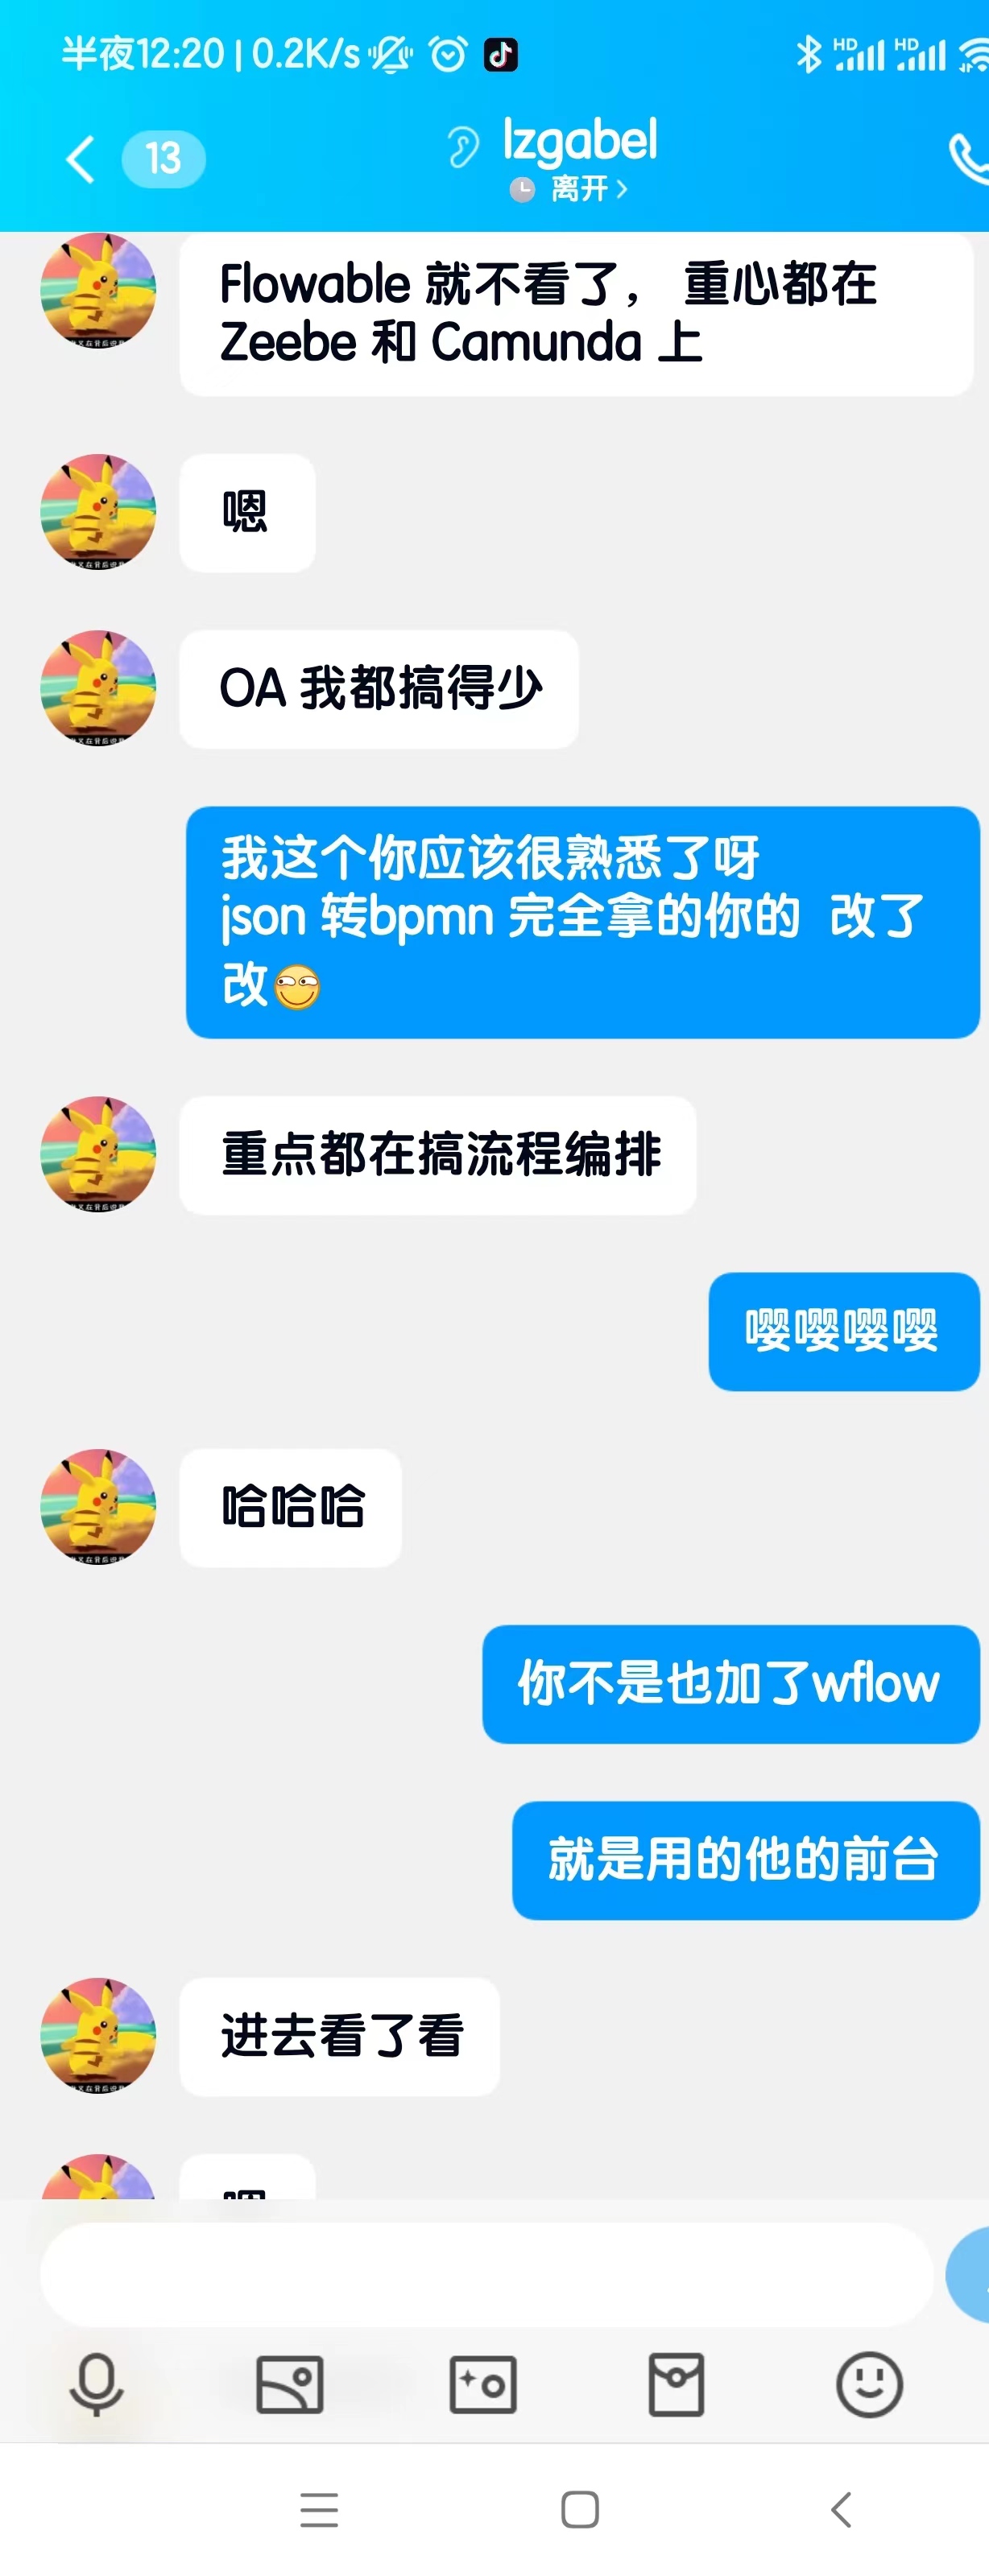 半夜12:20 | 0.2K/s
HD HD
13
lzgabel
离开
Flowable 就不看了， 重心都在
Zeebe 和 Camunda 上
嗯
OA 我都搞得少
我这个你应该很熟悉了呀
json 转bpmn 完全拿的你的 改了
改
重点都在搞流程编排
嘤嘤嘤嘤
哈哈哈
你不是也加了wflow
就是用的他的前台
进去看了看